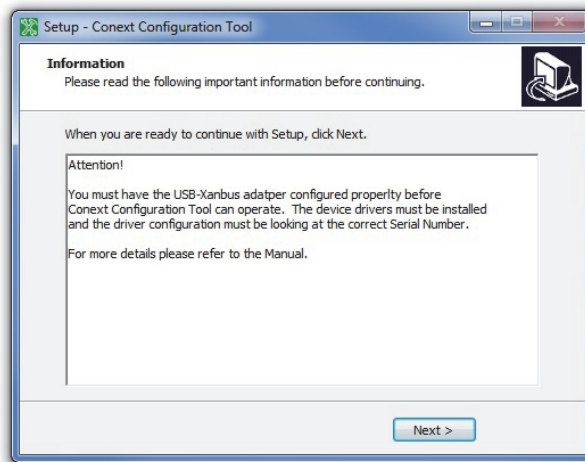 Setup - Conext Configuration Tool
Information
Please read the following important information before continuing.
When you are ready to continue with Setup, click Next.
Attention!
You must have the USB-Xanbus adatper configured properlty before
Conext Configuration Tool can operate. The device drivers must be installed
and the driver configuration must be looking at the correct Serial Number.
For more details please refer to the Manual.
Next >